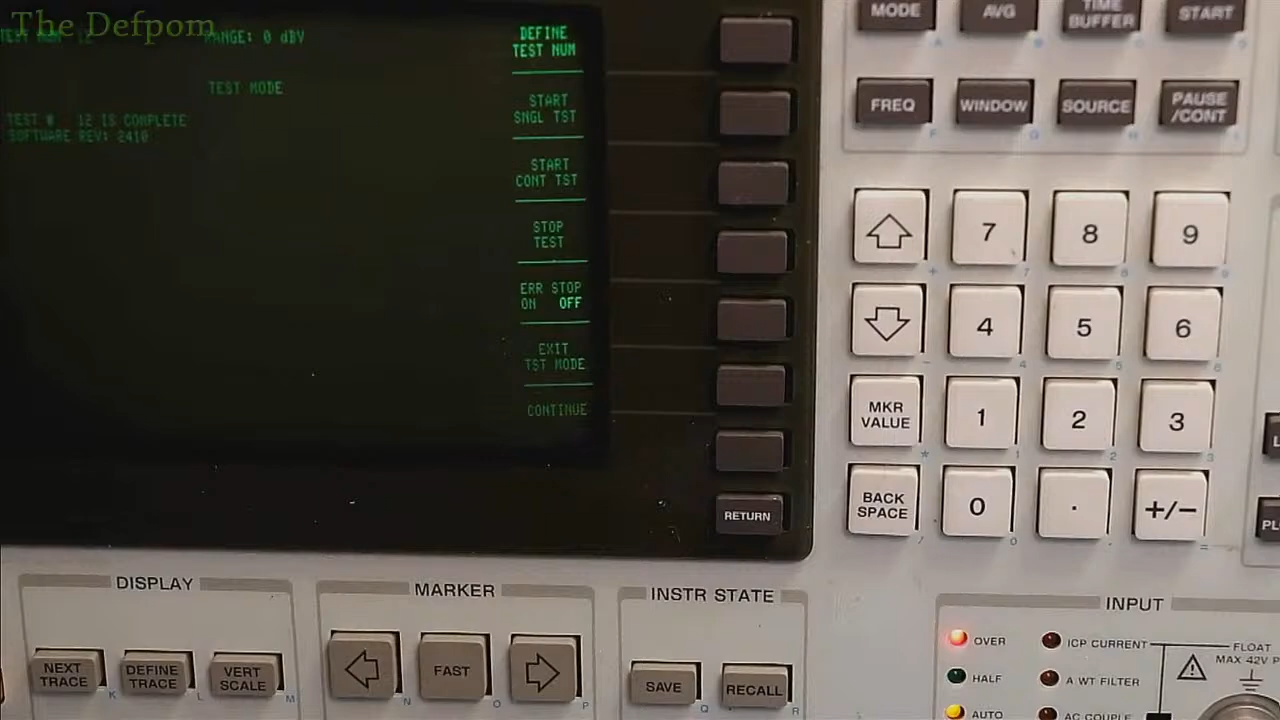 The Defpom
RANGE: 0 dBV
TEST MODE
TEST # 12 IS COMPLETE
SOFTWARE REV: 2410
DEFINE
TEST NUM
START
SNGL TST
START
CONT TST
STOP
TEST
ERR STOP
ON OFF
EXIT
TST MODE
CONTINUE
RETURN
MODE
AVG
TIME
BUFFER
START
FREQ
WINDOW
SOURCE
PAUSE
/CONT
7
8
9
4
5
6
MKR
VALUE
1
2
3
BACK
SPACE
0
.
+/−
DISPLAY
NEXT
TRACE
K
DEFINE
TRACE
L
VERT
SCALE
M
MARKER
N
FAST
O
P
INSTR STATE
SAVE
Q
RECALL
R
INPUT
OVER
HALF
AUTO
ICP CURRENT
A WT FILTER
AC COUPLE
FLOAT
MAX 42V P